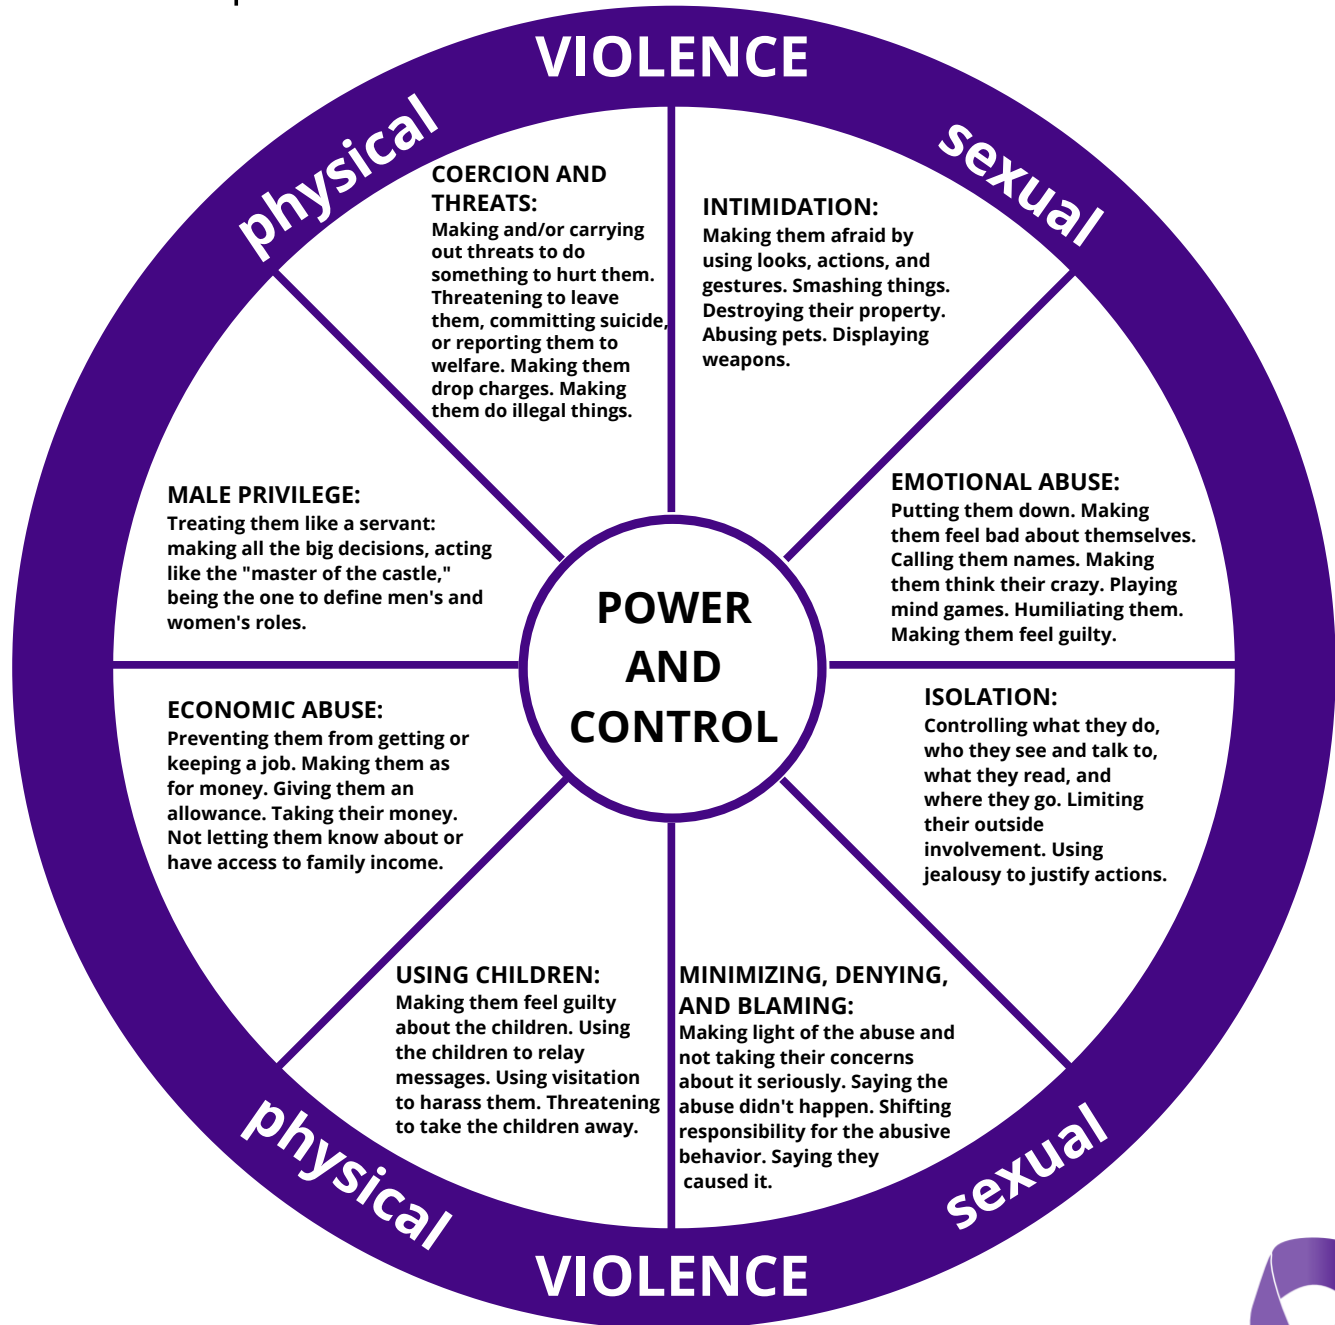 VIOLENCE
physical
sexual
COERCION AND
THREATS:
Making and/or carrying
out threats to do
something to hurt them.
Threatening to leave
them, committing suicide,
or reporting them to
welfare. Making them
drop charges. Making
them do illegal things.
INTIMIDATION:
Making them afraid by
using looks, actions, and
gestures. Smashing things.
Destroying their property.
Abusing pets. Displaying
weapons.
MALE PRIVILEGE:
Treating them like a servant:
making all the big decisions, acting
like the "master of the castle,"
being the one to define men's and
women's roles.
EMOTIONAL ABUSE:
Putting them down. Making
them feel bad about themselves.
Calling them names. Making
them think their crazy. Playing
mind games. Humiliating them.
Making them feel guilty.
POWER
AND
CONTROL
ECONOMIC ABUSE:
Preventing them from getting or
keeping a job. Making them as
for money. Giving them an
allowance. Taking their money.
Not letting them know about or
have access to family income.
ISOLATION:
Controlling what they do,
who they see and talk to,
what they read, and
where they go. Limiting
their outside
involvement. Using
jealousy to justify actions.
USING CHILDREN:
Making them feel guilty
about the children. Using
the children to relay
messages. Using visitation
to harass them. Threatening
to take the children away.
MINIMIZING, DENYING,
AND BLAMING:
Making light of the abuse and
not taking their concerns
about it seriously. Saying the
abuse didn't happen. Shifting
responsibility for the abusive
behavior. Saying they
caused it.
physical
sexual
VIOLENCE